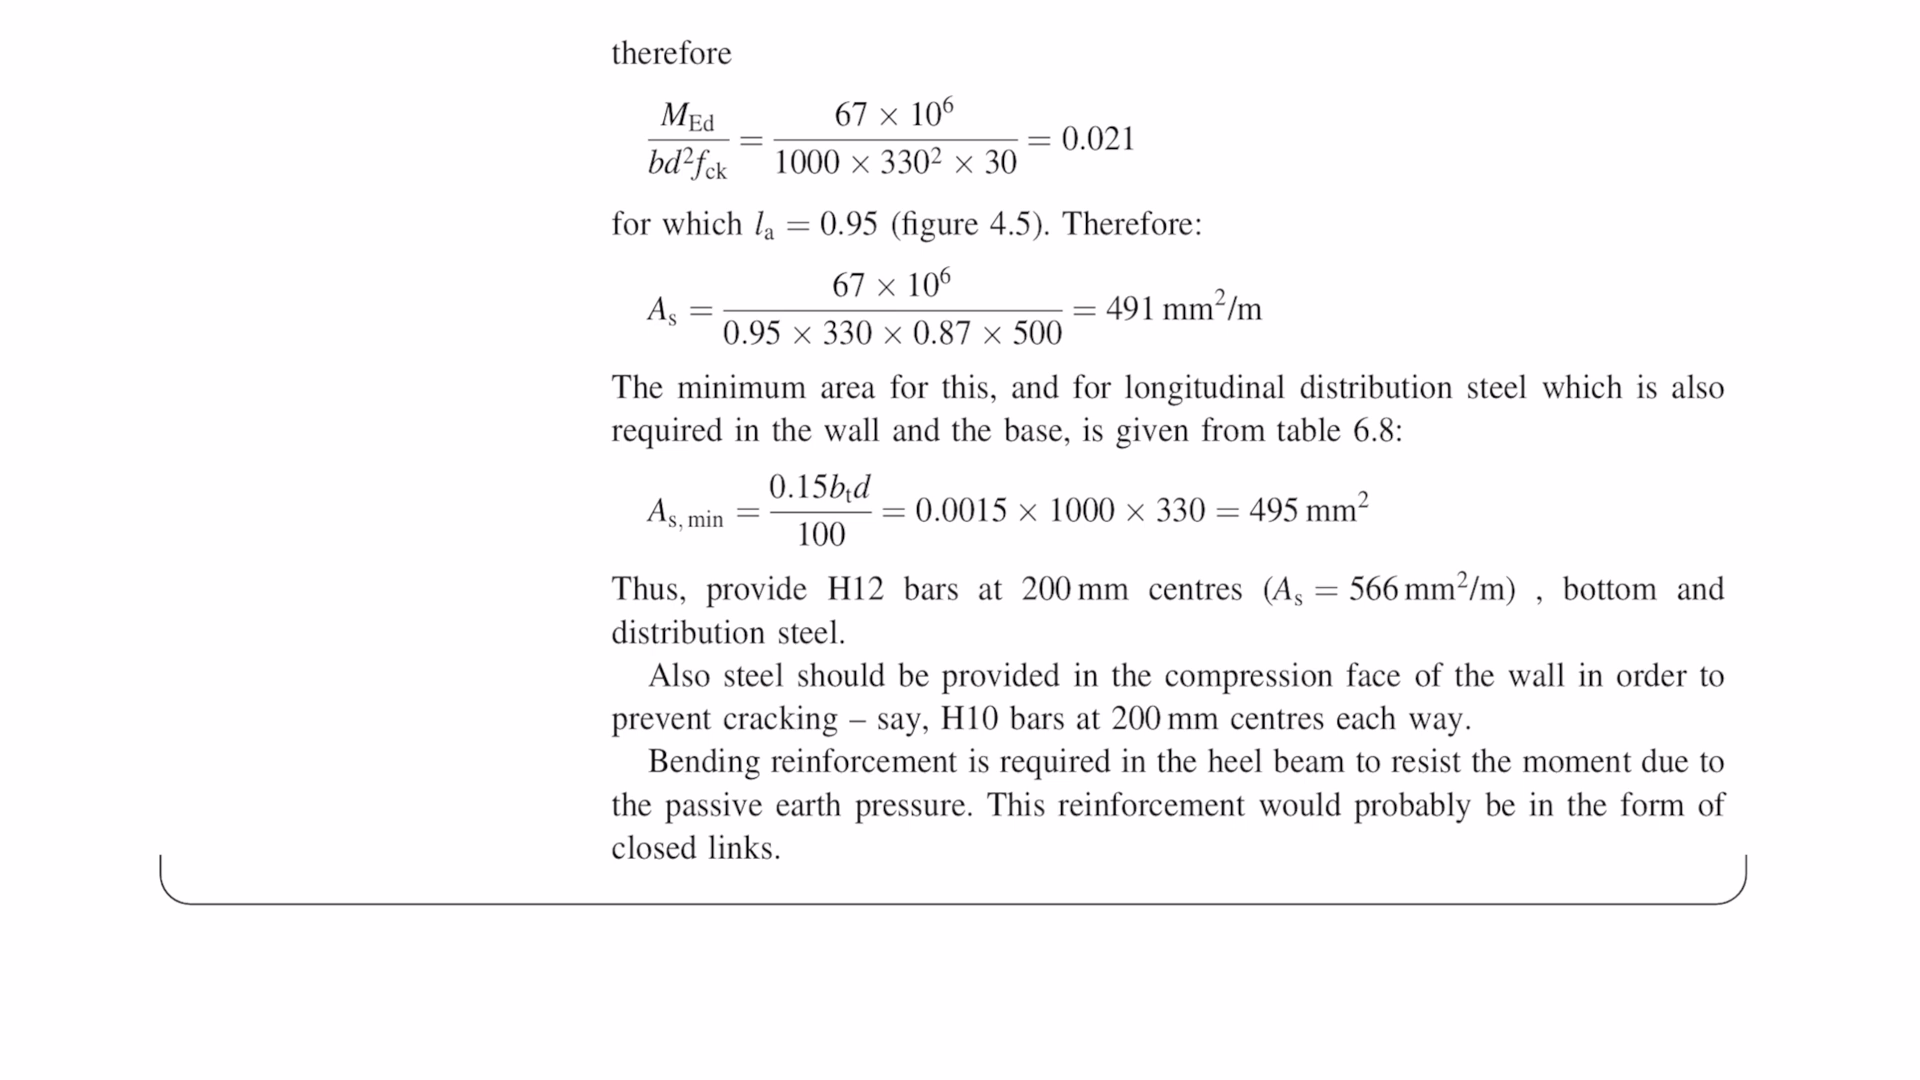 therefore
M_Ed / bd²f_ck = 67 × 10⁶ / 1000 × 330² × 30 = 0.021
for which l_a = 0.95 (figure 4.5). Therefore:
A_s = 67 × 10⁶ / 0.95 × 330 × 0.87 × 500 = 491 mm²/m
The minimum area for this, and for longitudinal distribution steel which is also
required in the wall and the base, is given from table 6.8:
A_s, min = 0.15b_td / 100 = 0.0015 × 1000 × 330 = 495 mm²
Thus, provide H12 bars at 200 mm centres (A_s = 566 mm²/m) , bottom and
distribution steel.
Also steel should be provided in the compression face of the wall in order to
prevent cracking – say, H10 bars at 200 mm centres each way.
Bending reinforcement is required in the heel beam to resist the moment due to
the passive earth pressure. This reinforcement would probably be in the form of
closed links.